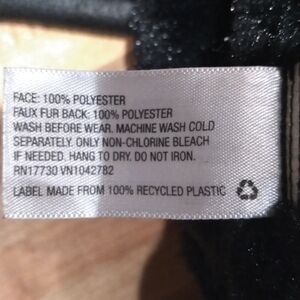 FACE: 100% POLYESTER
FAUX FUR BACK: 100% POLYESTER
WASH BEFORE WEAR. MACHINE WASH COLD
SEPARATELY. ONLY NON-CHLORINE BLEACH
IF NEEDED. HANG TO DRY. DO NOT IRON.
RN17730 VN1042782
LABEL MADE FROM 100% RECYCLED PLASTIC